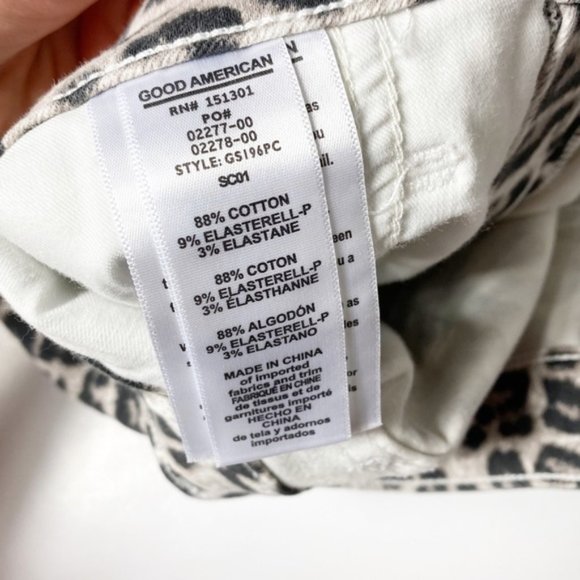 GOOD AMERICAN
RN# 151301
PO#
02277-00
02278-00
STYLE: GS196PC
SC01
88% COTTON
9% ELASTERELL-P
3% ELASTANE
88% COTON
9% ELASTERELL-P
3% ELASTHANNE
88% ALGODÓN
9% ELASTERELL-P
3% ELASTANO
MADE IN CHINA
of imported
fabrics and trim
FABRIQUÉ EN CHINE
de tissus et de
garnitures importé
HECHO EN
CHINA
de tela y adornos
importados